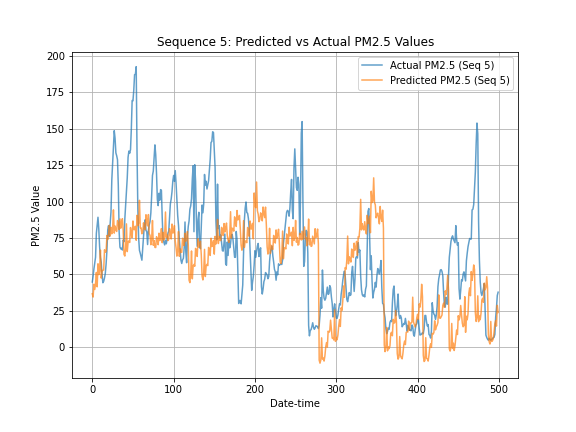 Sequence 5: Predicted vs Actual PM2.5 Values
Actual PM2.5 (Seq 5)
Predicted PM2.5 (Seq 5)
PM2.5 Value
200
175
150
125
100
75
50
25
0
0 100 200 300 400 500
Date-time